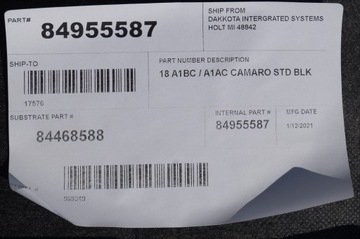 PART# 84955587
SHIP FROM
DAKKOTA INTERGRATED SYSTEMS
HOLT MI 48842
SHIP-TO
17576
PART NUMBER DESCRIPTION
18 A1BC / A1AC CAMARO STD BLK
SUBSTRATE PART #
84468588
INTERNAL PART #
84955587
MFG DATE
1/12/2021